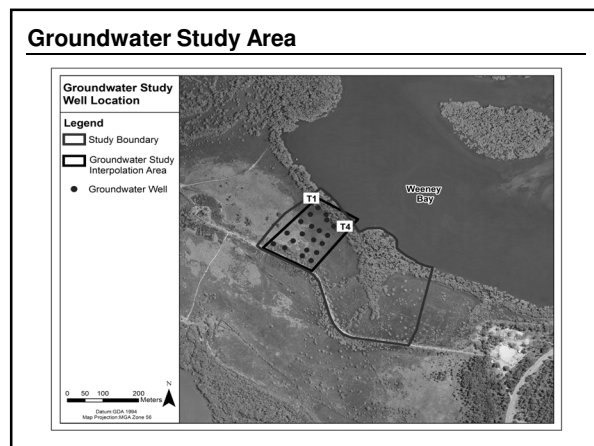 Groundwater Study Area
Groundwater Study
Well Location
Legend
Study Boundary
Groundwater Study
Interpolation Area
Groundwater Well
T1
T4
Weeney
Bay
N
0 50 100 200
Meters
Datum:GDA 1994
Map Projection:MGA Zone 56